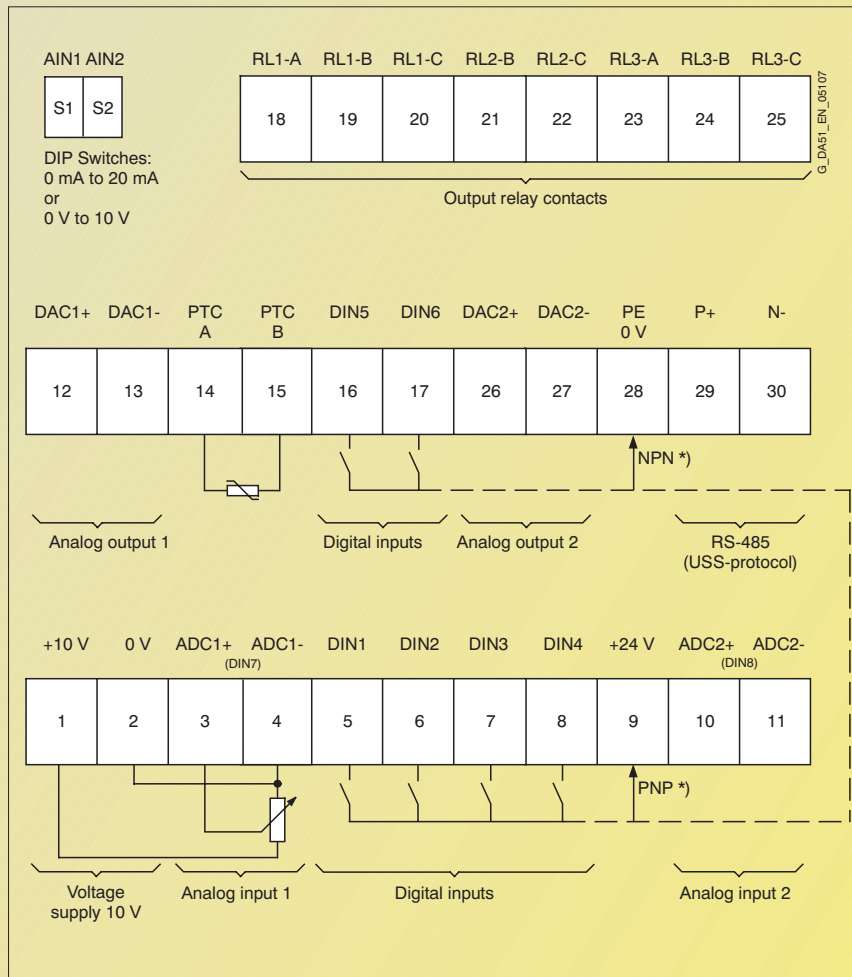 AIN1 AIN2
RL1-A RL1-B RL1-C RL2-B RL2-C RL3-A RL3-B RL3-C
S1 S2
18 19 20 21 22 23 24 25
G_DA51_EN_05107
DIP Switches:
0 mA to 20 mA
or
0 V to 10 V
Output relay contacts
DAC1+ DAC1- PTC A PTC B DIN5 DIN6 DAC2+ DAC2- PE 0 V P+ N-
12 13 14 15 16 17 26 27 28 29 30
NPN *)
Analog output 1 Digital inputs Analog output 2 RS-485
(USS-protocol)
+10 V 0 V ADC1+ ADC1- DIN1 DIN2 DIN3 DIN4 +24 V ADC2+ ADC2-
(DIN7) (DIN8)
1 2 3 4 5 6 7 8 9 10 11
PNP *)
Voltage
supply 10 V
Analog input 1 Digital inputs Analog input 2